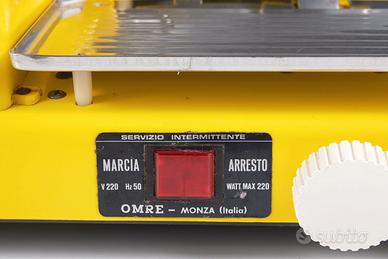 SERVIZIO INTERMITTENTE
MARCIA ARRESTO
V 220 Hz 50 WATT MAX 220
OMRE - MONZA (Italia)
subito